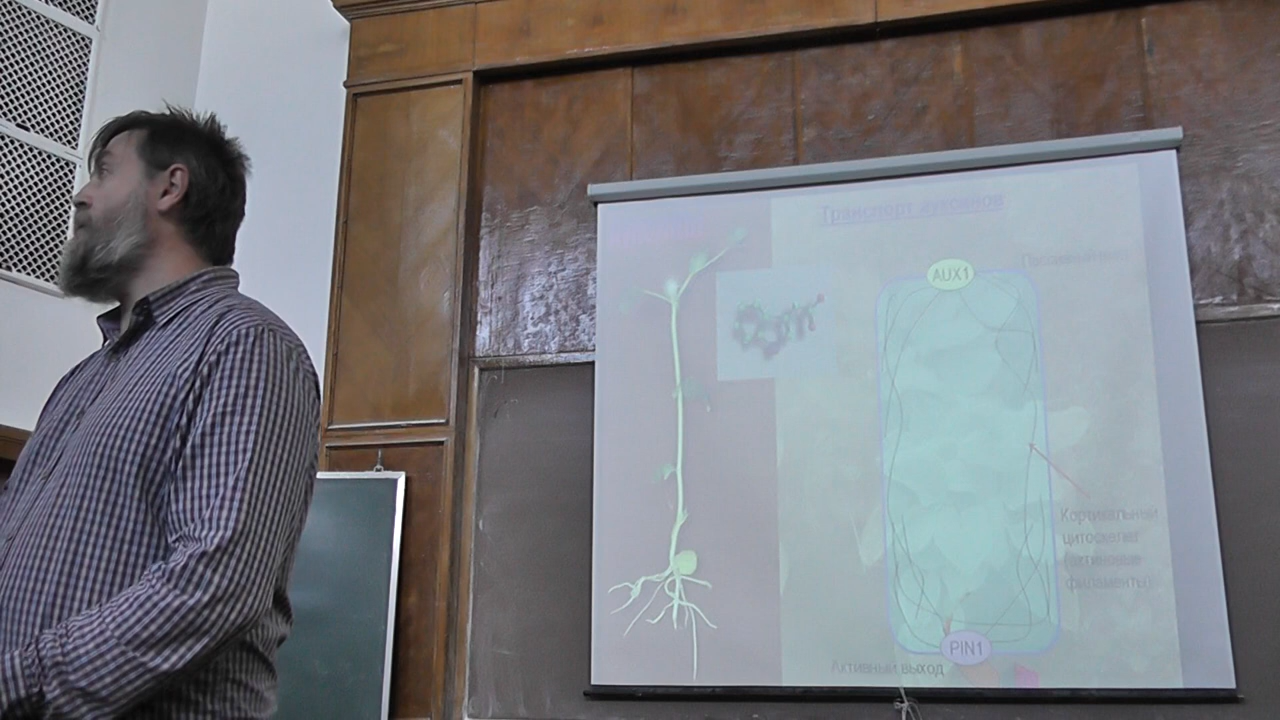 Транспорт ауксинов
AUX1
Кортикальный
цитоскелет
(актиновые
филаменты)
PIN1
Активный выход